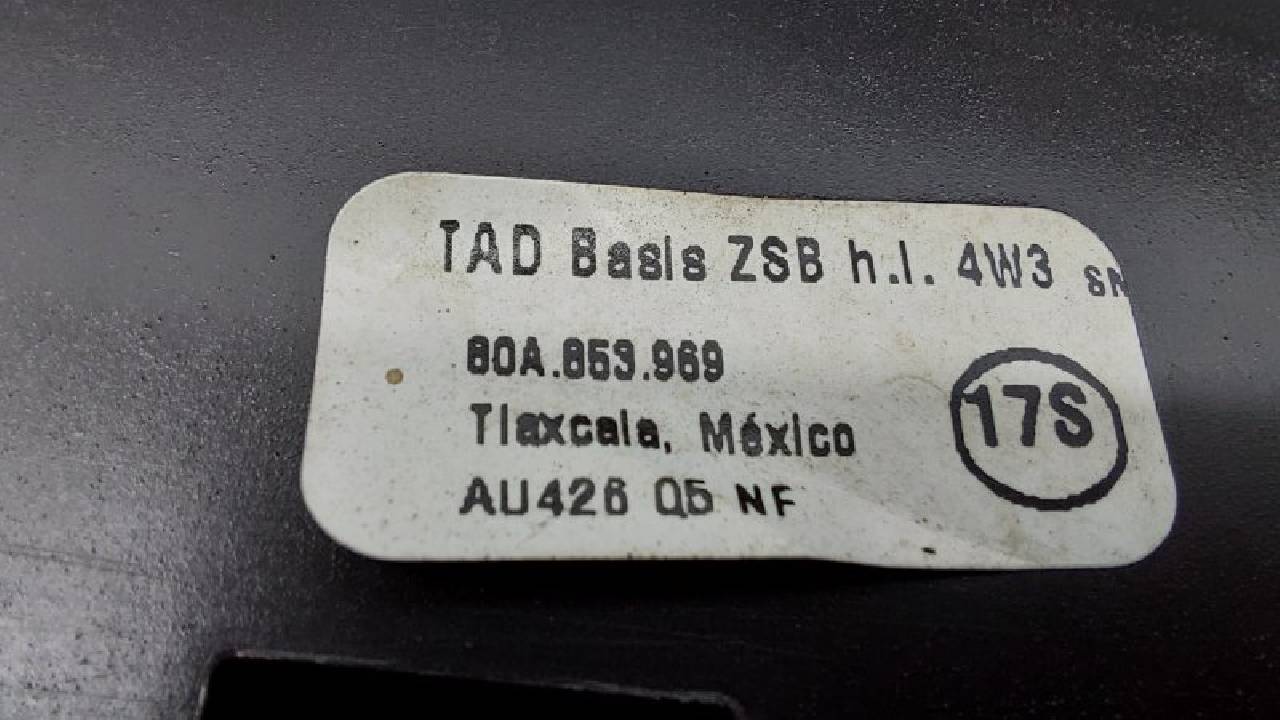 TAD Basis ZSB h.l. 4W3
80A.853.969
Tlaxcala, México
17S
AU426 Q5 NF